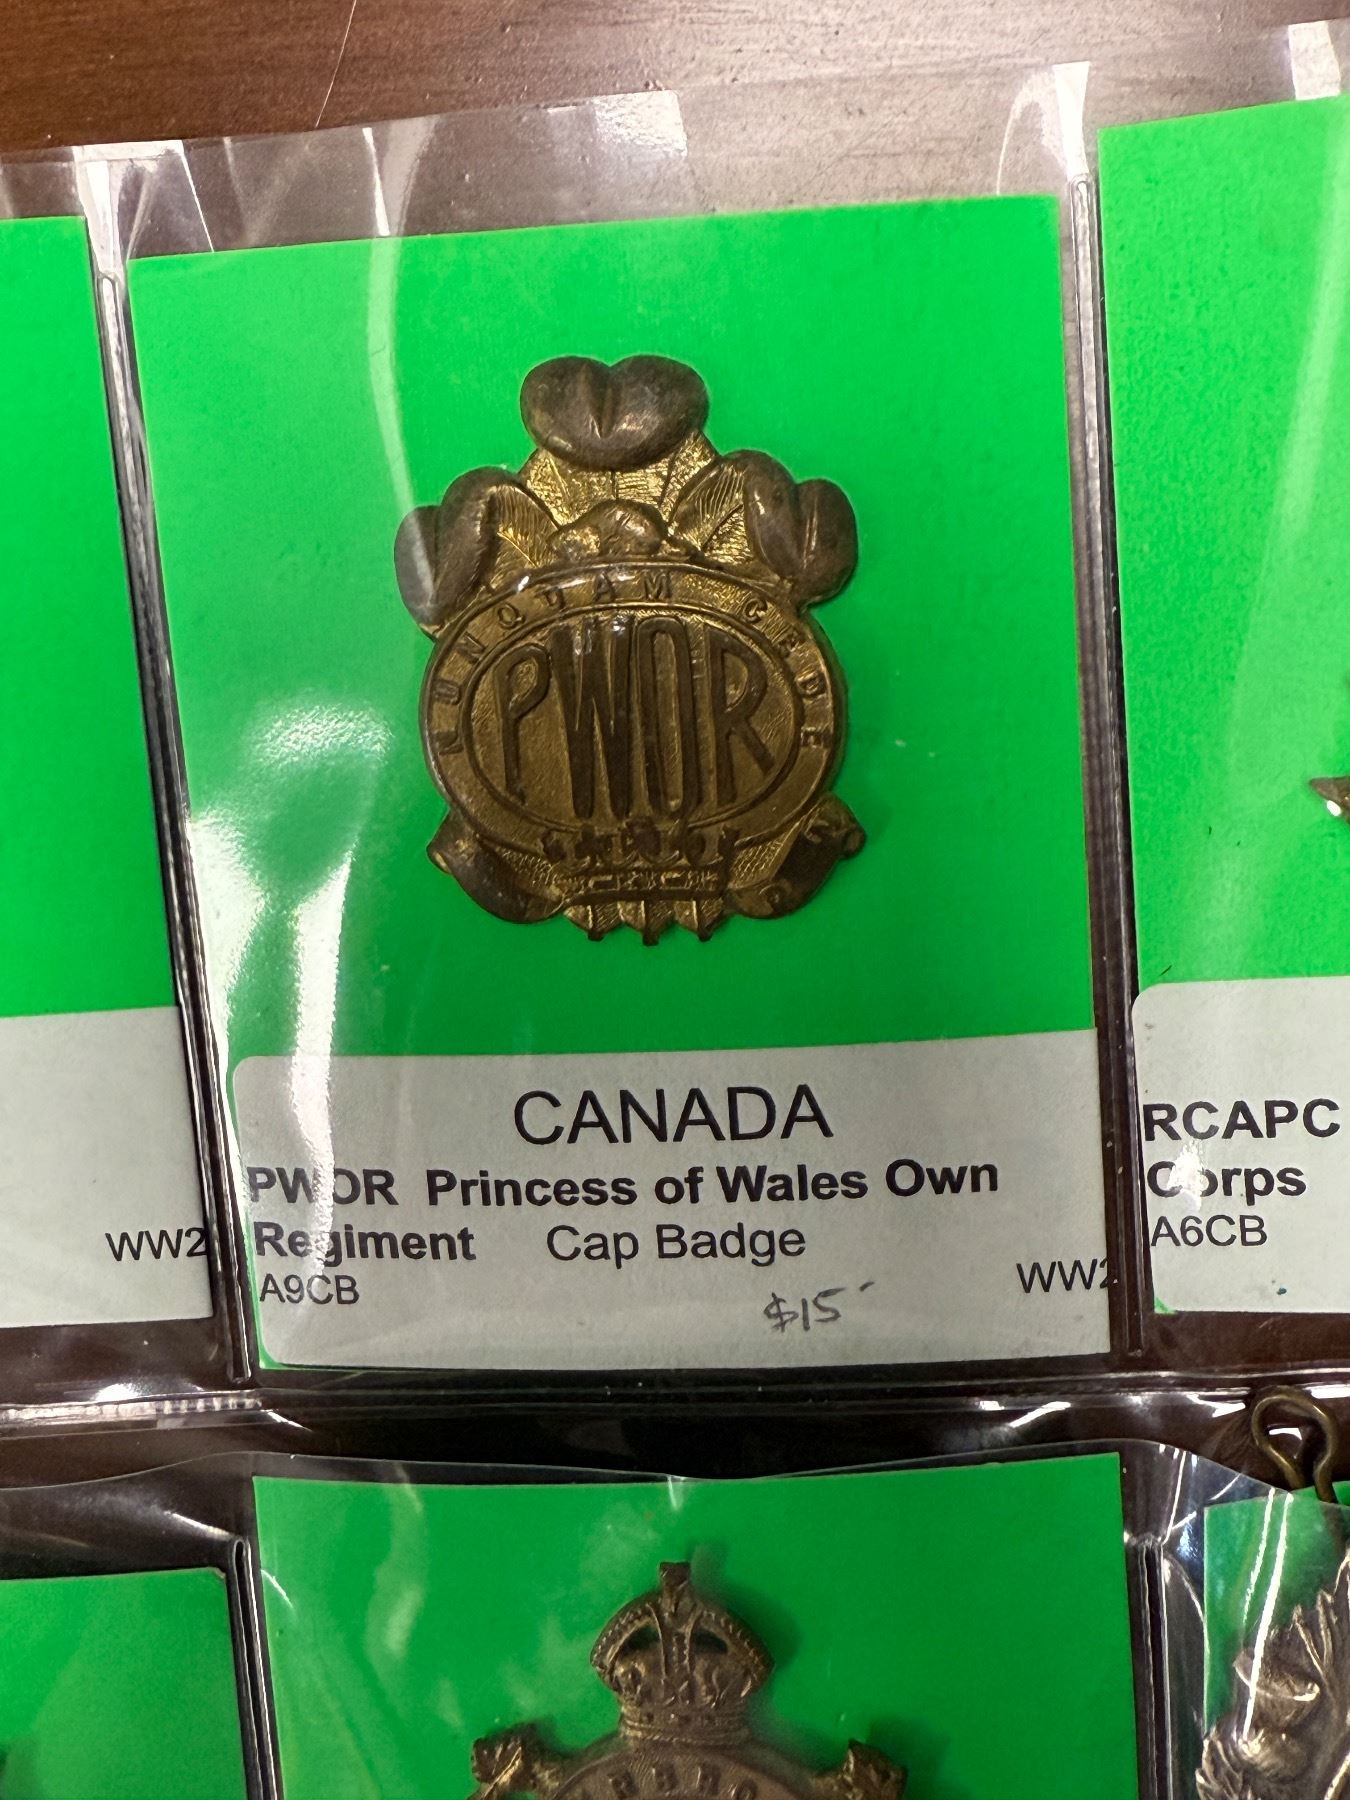 NUNQUAM CEDE
PWOR
CANADA
PWOR Princess of Wales Own
Regiment Cap Badge
A9CB
WW2
$15
WW2
RCAPC
Corps
A6CB